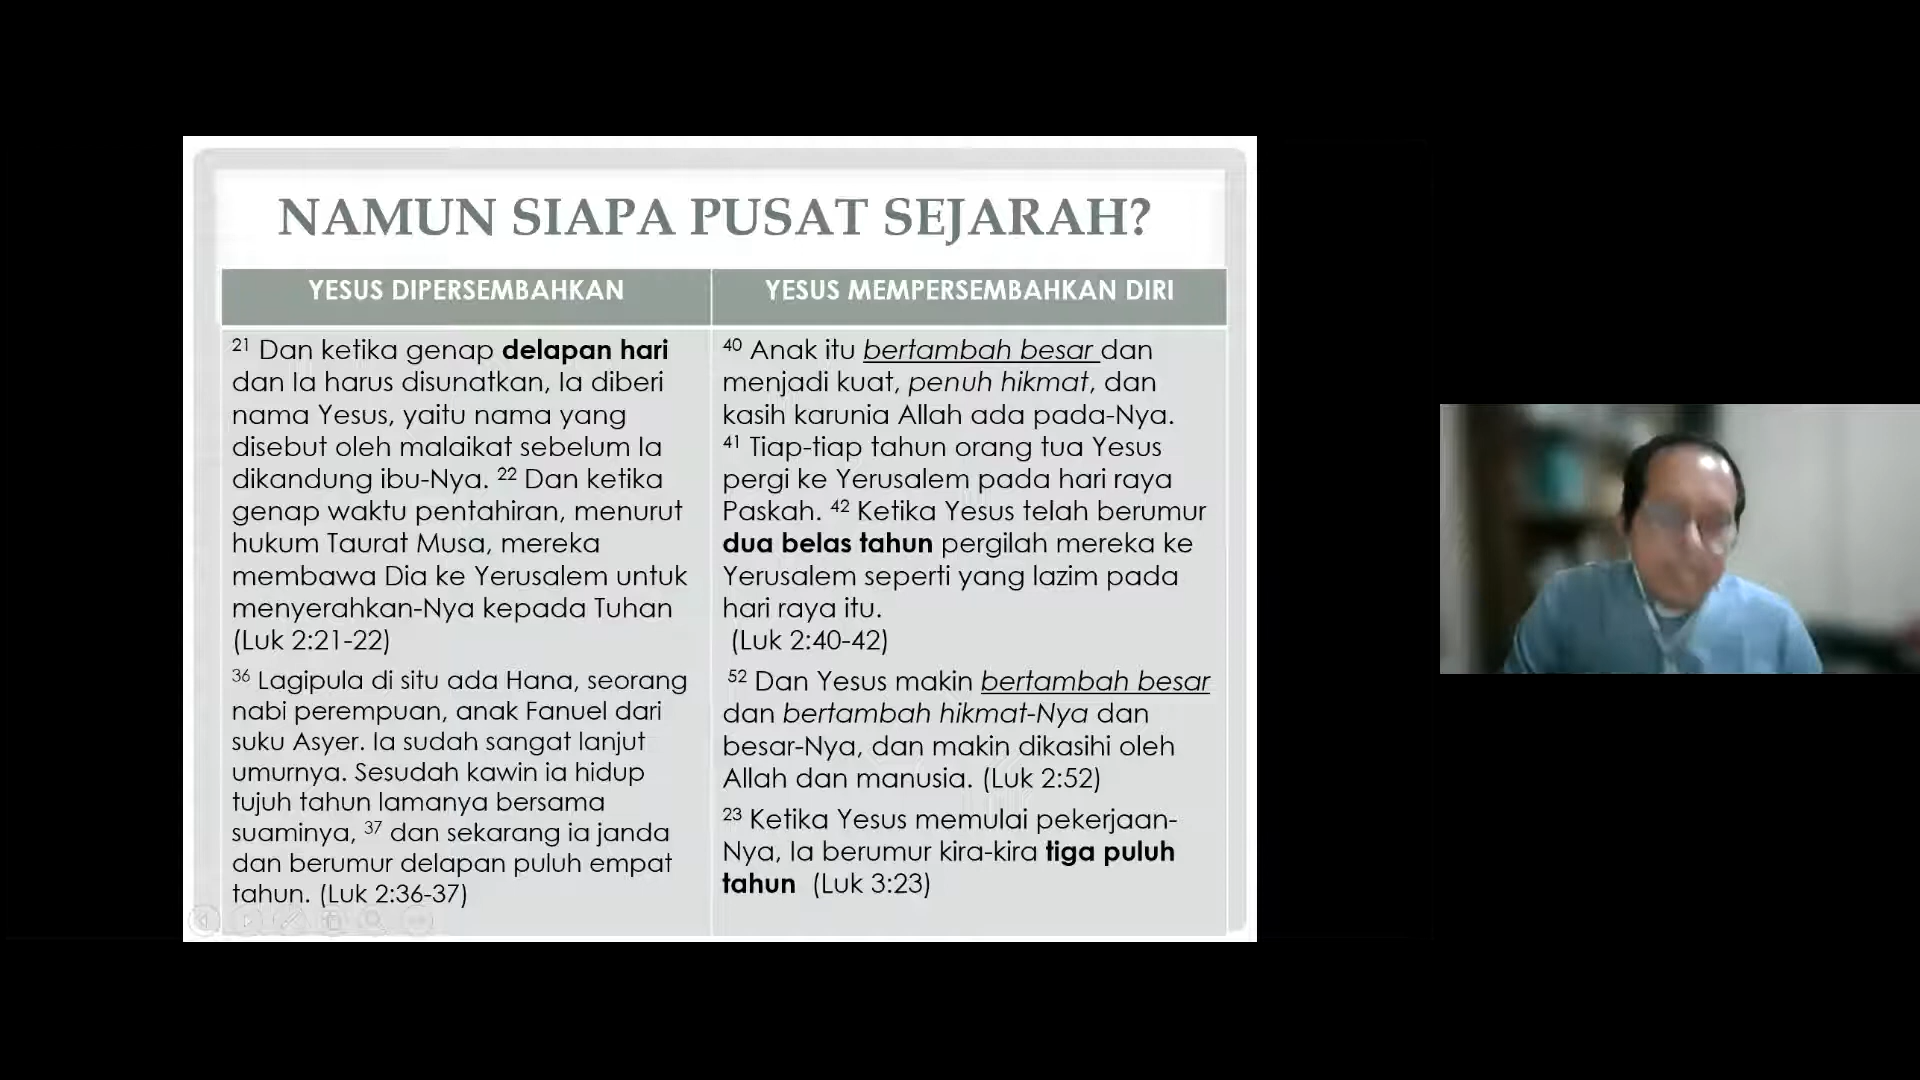 NAMUN SIAPA PUSAT SEJARAH?
YESUS DIPERSEMBAHKAN
21 Dan ketika genap delapan hari
dan Ia harus disunatkan, Ia diberi
nama Yesus, yaitu nama yang
disebut oleh malaikat sebelum Ia
dikandung ibu-Nya. 22 Dan ketika
genap waktu pentahiran, menurut
hukum Taurat Musa, mereka
membawa Dia ke Yerusalem untuk
menyerahkan-Nya kepada Tuhan
(Luk 2:21-22)
36 Lagipula di situ ada Hana, seorang
nabi perempuan, anak Fanuel dari
suku Asyer. Ia sudah sangat lanjut
umurnya. Sesudah kawin ia hidup
tujuh tahun lamanya bersama
suaminya, 37 dan sekarang ia janda
dan berumur delapan puluh empat
tahun. (Luk 2:36-37)
YESUS MEMPERSEMBAHKAN DIRI
40 Anak itu bertambah besar dan
menjadi kuat, penuh hikmat, dan
kasih karunia Allah ada pada-Nya.
41 Tiap-tiap tahun orang tua Yesus
pergi ke Yerusalem pada hari raya
Paskah. 42 Ketika Yesus telah berumur
dua belas tahun pergilah mereka ke
Yerusalem seperti yang lazim pada
hari raya itu.
(Luk 2:40-42)
52 Dan Yesus makin bertambah besar
dan bertambah hikmat-Nya dan
besar-Nya, dan makin dikasihi oleh
Allah dan manusia. (Luk 2:52)
23 Ketika Yesus memulai pekerjaan-
Nya, Ia berumur kira-kira tiga puluh
tahun (Luk 3:23)